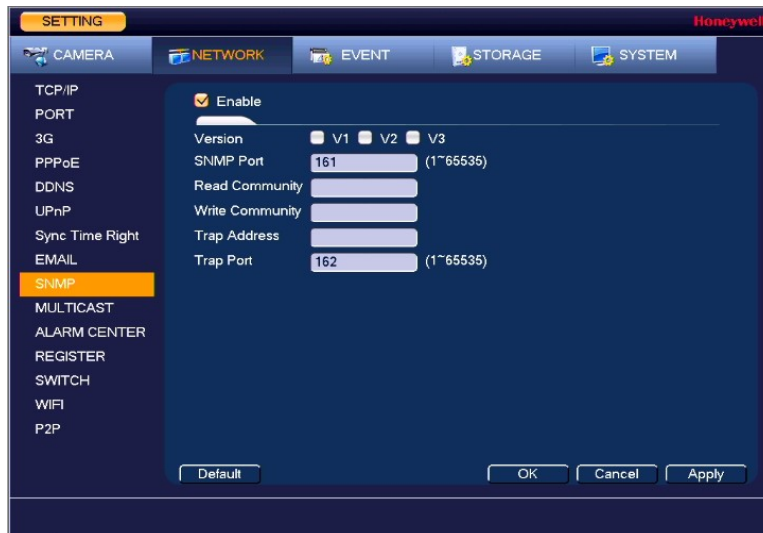 SETTING
Honeywell
CAMERA NETWORK EVENT STORAGE SYSTEM
TCP/IP
PORT
3G
PPPoE
DDNS
UPnP
Sync Time Right
EMAIL
SNMP
MULTICAST
ALARM CENTER
REGISTER
SWITCH
WIFI
P2P
Enable
Version V1 V2 V3
SNMP Port 161 (1~65535)
Read Community
Write Community
Trap Address
Trap Port 162 (1~65535)
Default OK Cancel Apply